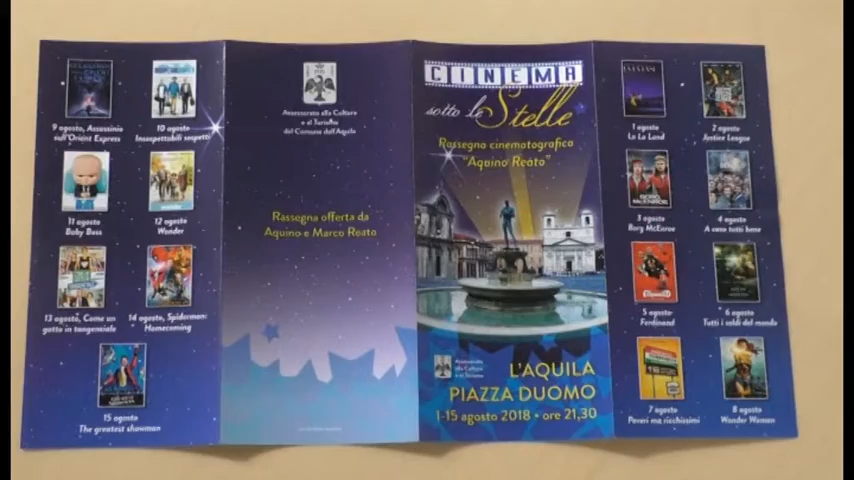 9 agosto, Assassinio
sull'Orient Express
10 agosto
Insospettabili sospetti
11 agosto
Baby Boss
12 agosto
Wonder
13 agosto, Come un
gatto in tangenziale
14 agosto, Spiderman:
Homecoming
15 agosto
The greatest showman
Assessorato alla Cultura
e al Turismo
del Comune dell'Aquila
Rassegna offerta da
Aquino e Marco Reato
CINEMA
sotto le Stelle
Rassegna cinematografica
"Aquino Reato"
Assessorato
alla Cultura
e al Turismo
L'AQUILA
PIAZZA DUOMO
1-15 agosto 2018 • ore 21,30
1 agosto
La La Land
2 agosto
Justice League
3 agosto
Borg McEnroe
4 agosto
A casa tutti bene
5 agosto
Ferdinand
6 agosto
Tutti i soldi del mondo
7 agosto
Poveri ma ricchissimi
8 agosto
Wonder Woman